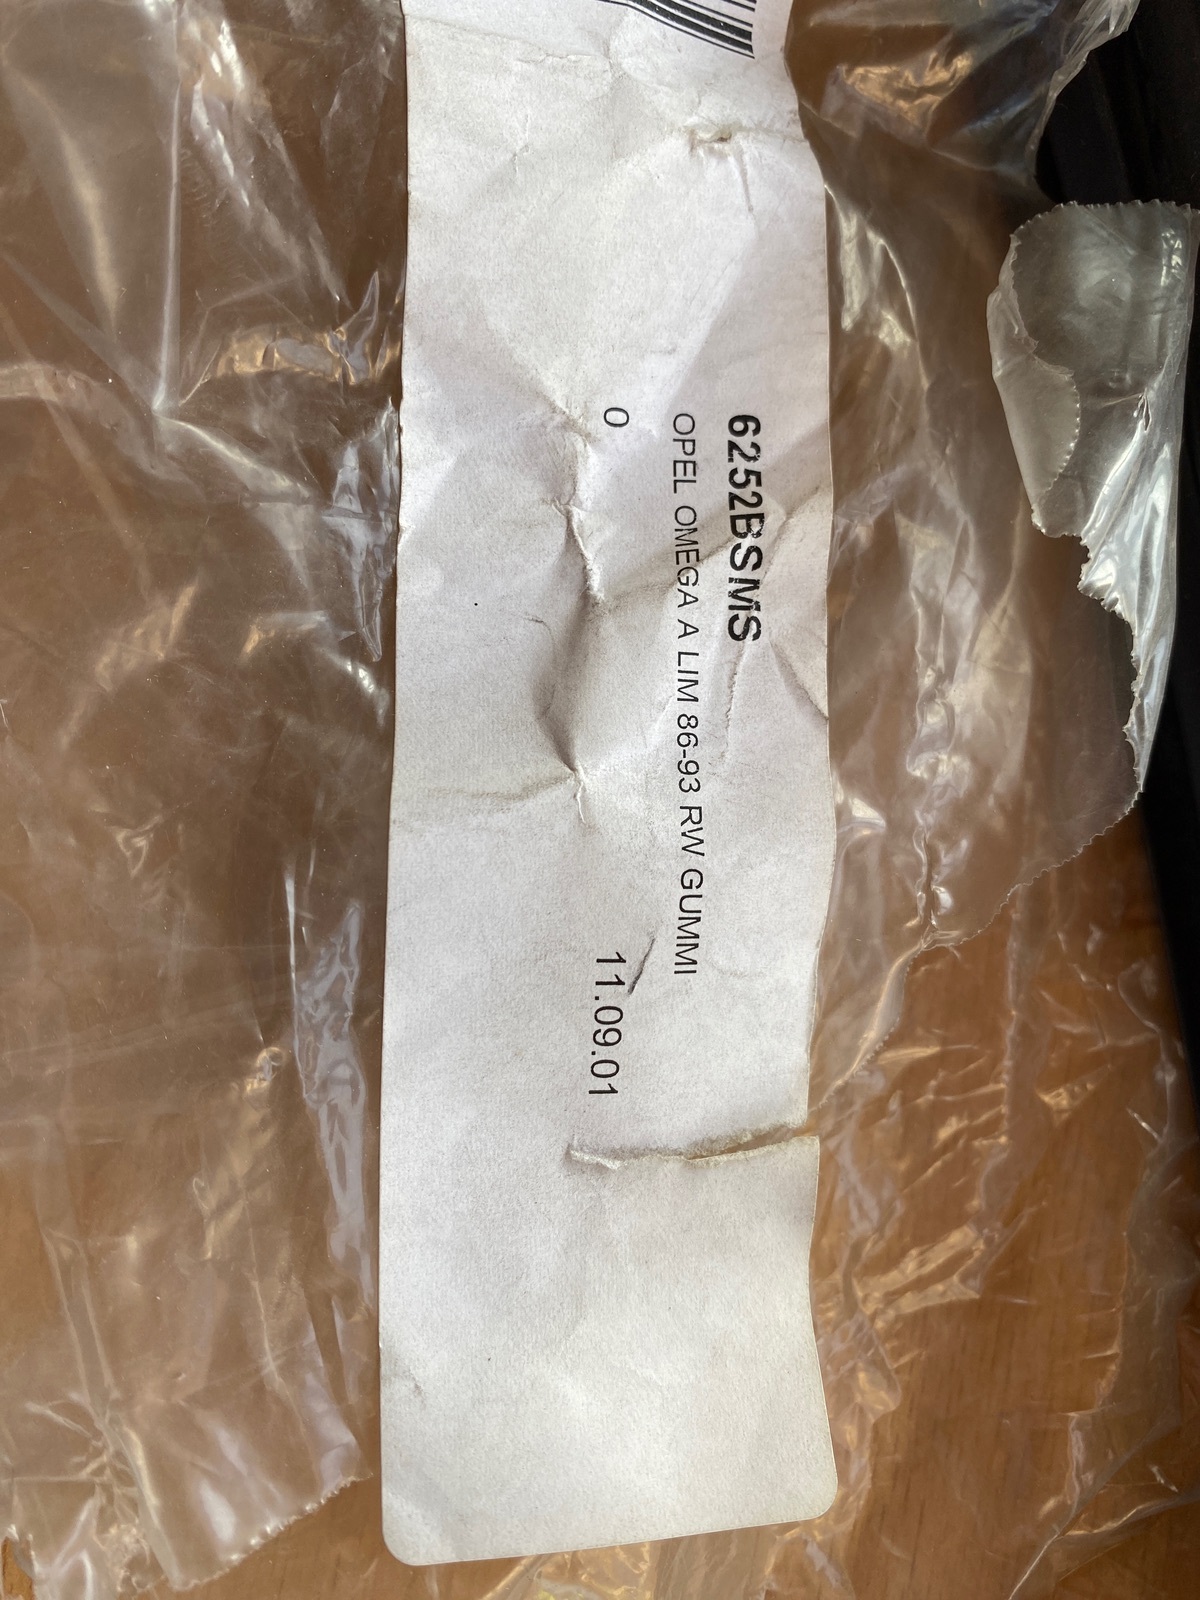 6252BSMS
OPEL OMEGA A LIM 86-93 RW GUMMI
0
11.09.01